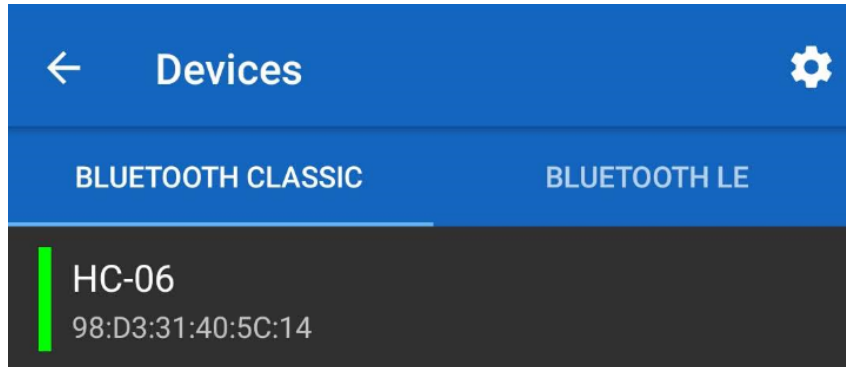 Devices
BLUETOOTH CLASSIC BLUETOOTH LE
HC-06
98:D3:31:40:5C:14